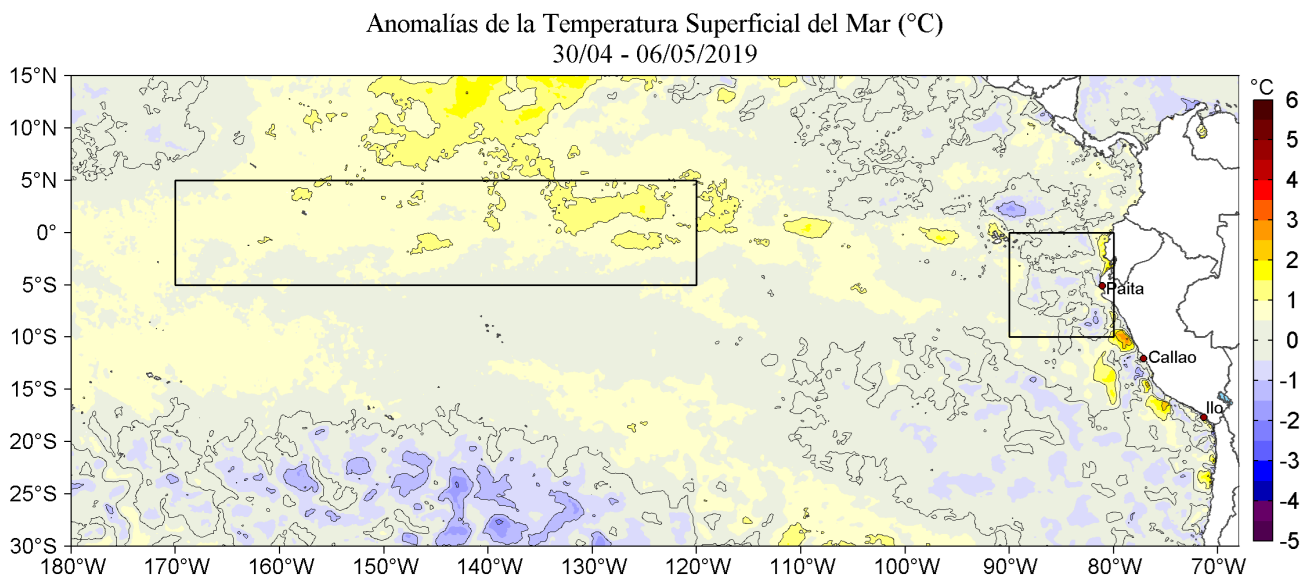 Anomalías de la Temperatura Superficial del Mar (°C)
30/04 - 06/05/2019
15°N
10°N
5°N
0°
5°S
10°S
15°S
20°S
25°S
30°S
180°W 170°W 160°W 150°W 140°W 130°W 120°W 110°W 100°W 90°W 80°W 70°W
Paita
Callao
Ilo
°C
6
5
4
3
2
1
0
-1
-2
-3
-4
-5